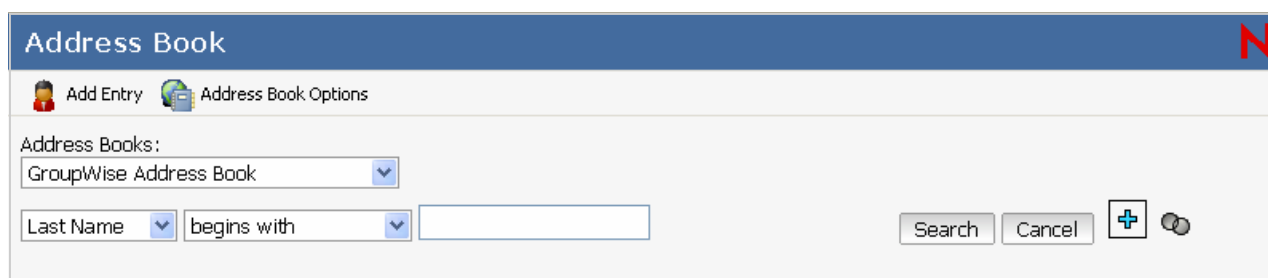 Address Book
N
Add Entry Address Book Options
Address Books:
GroupWise Address Book
Last Name begins with Search Cancel